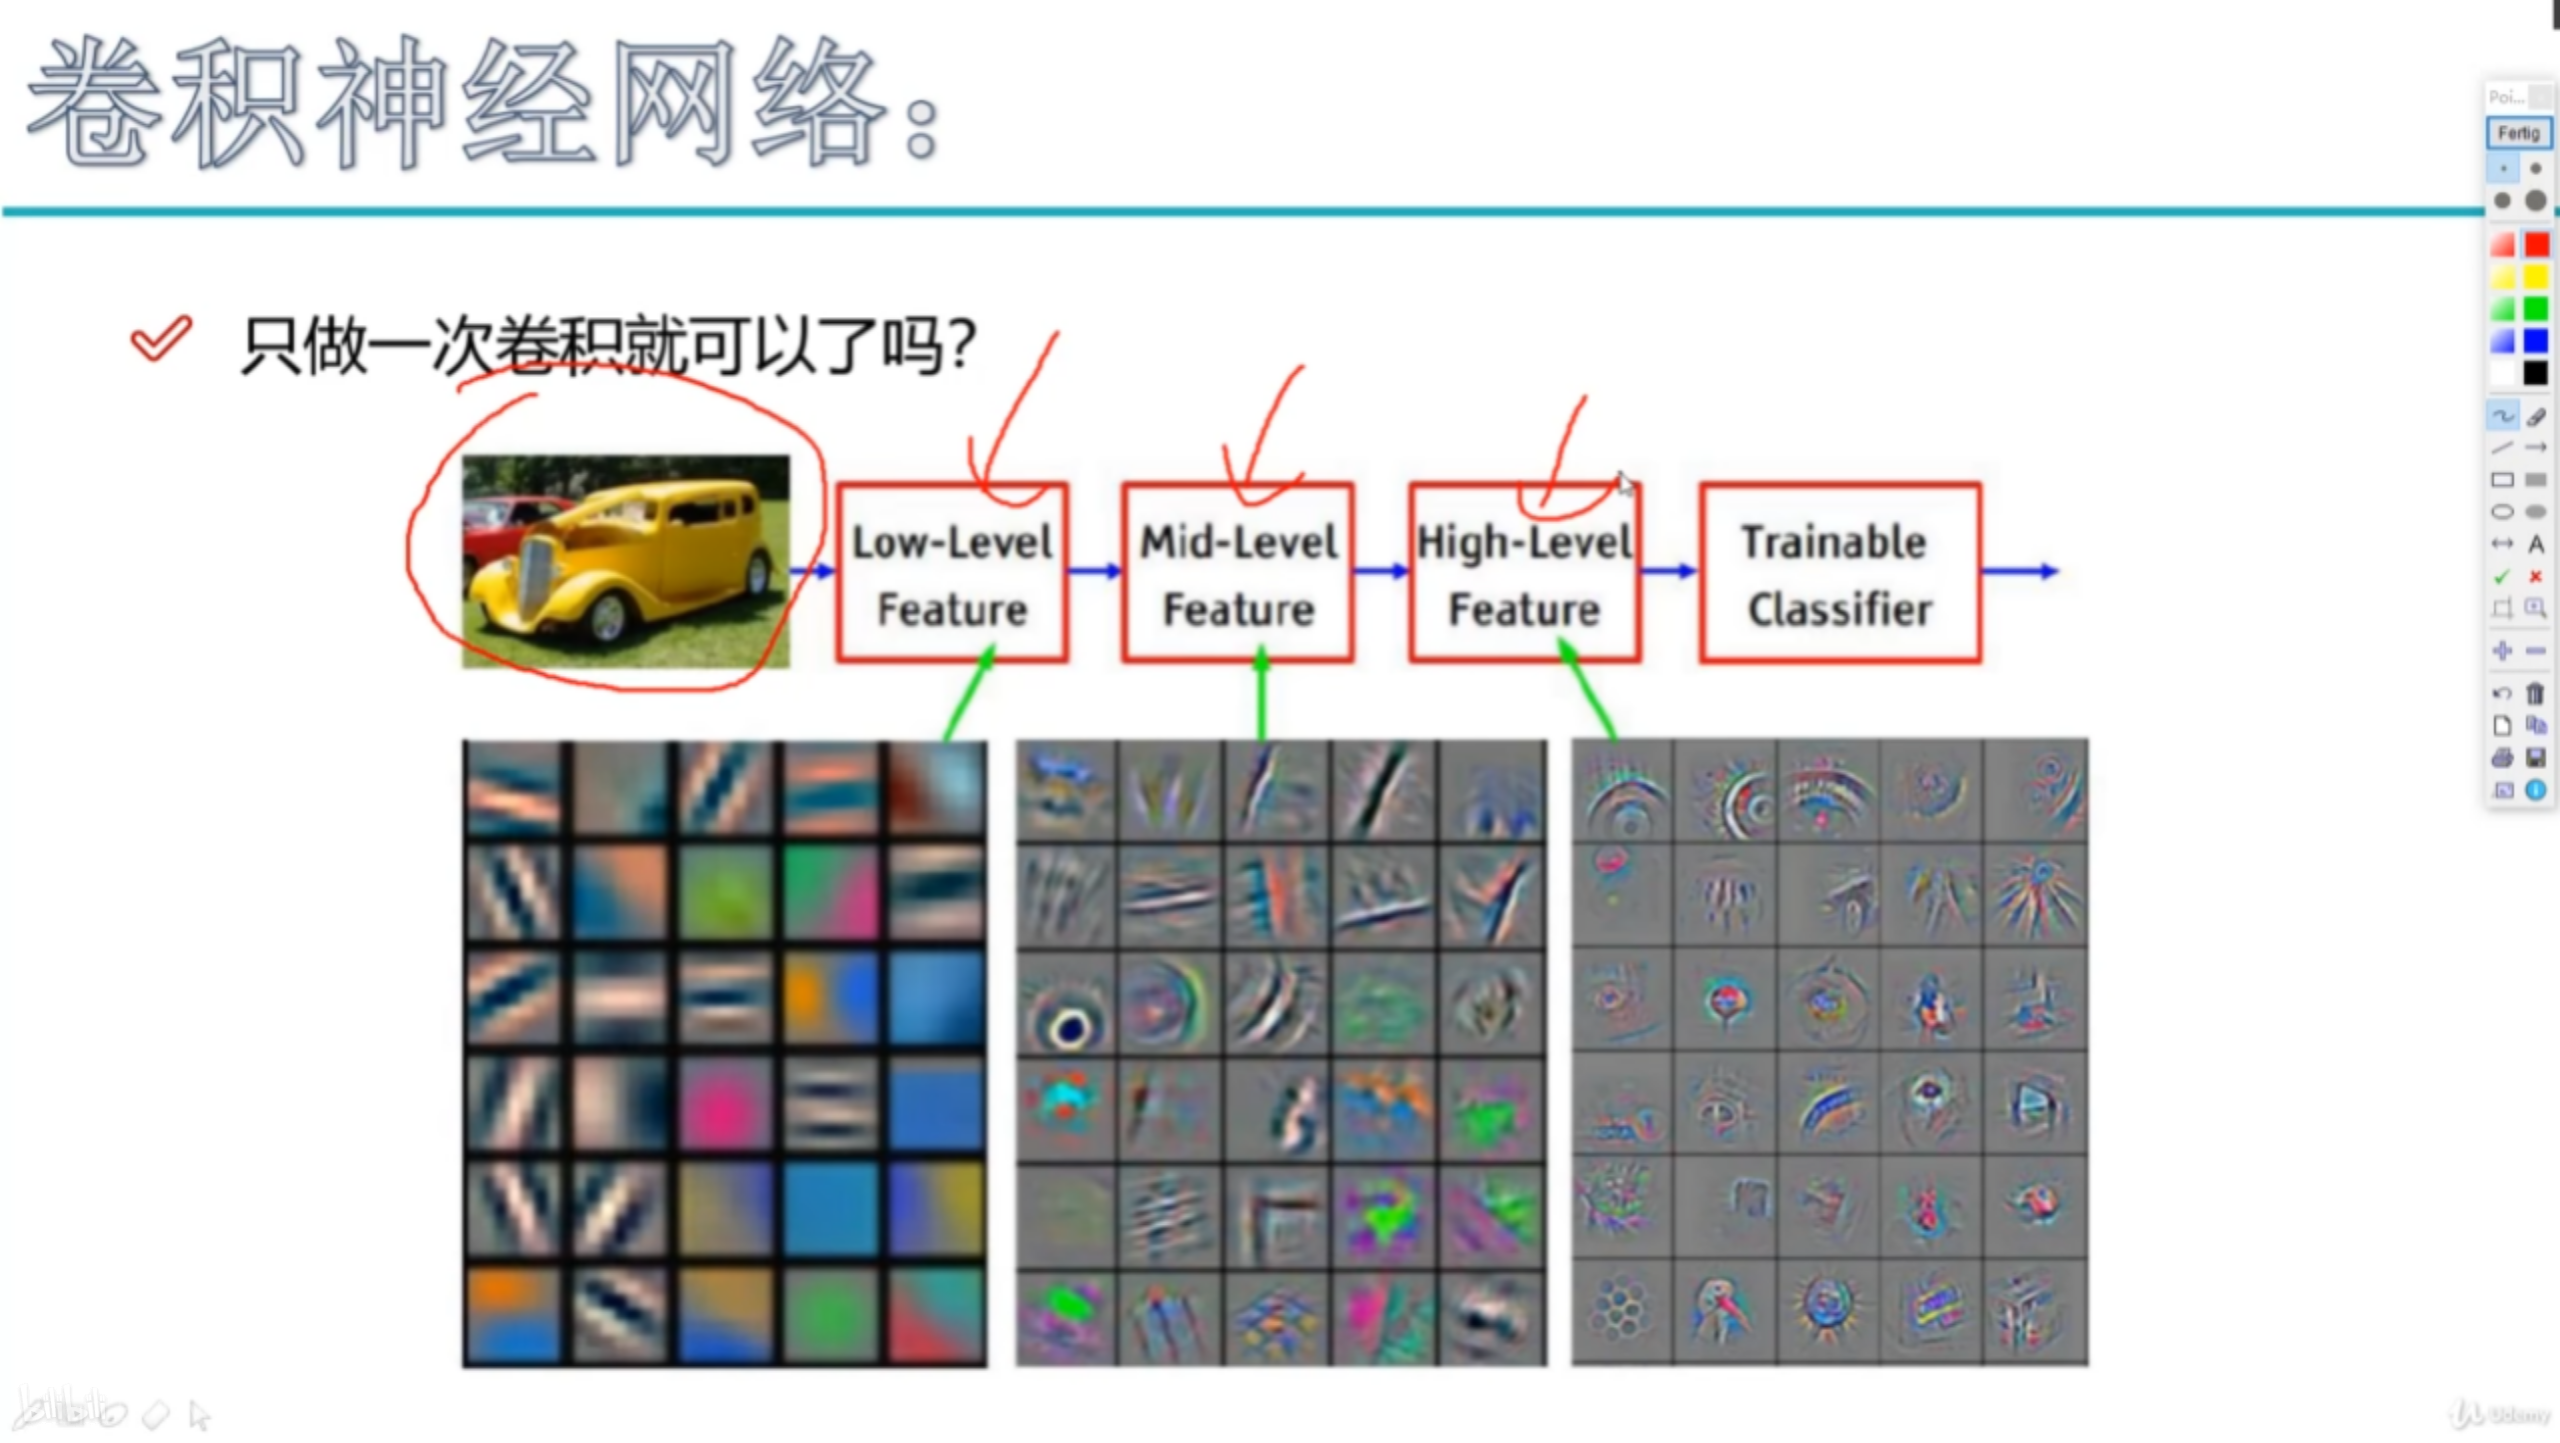 卷积神经网络:
Poi...
Fertig
只做一次卷积就可以了吗?
Low-Level
Feature
Mid-Level
Feature
High-Level
Feature
Trainable
Classifier
A
bilibili
Udemy